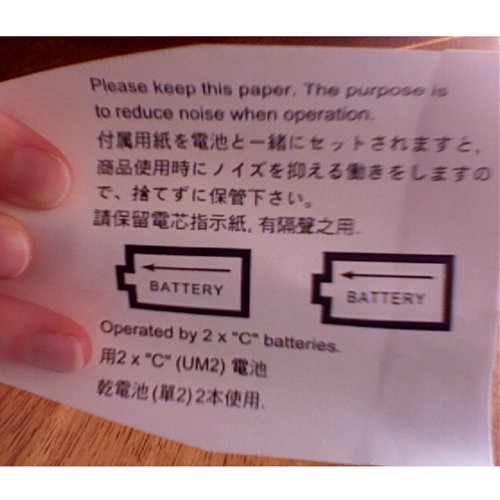 Please keep this paper. The purpose is
to reduce noise when operation.
付属用紙を電池と一緒にセットされますと,
商品使用時にノイズを抑える働きをしますの
で、捨てずに保管下さい。
請保留電芯指示紙, 有隔聲之用.
BATTERY BATTERY
Operated by 2 x "C" batteries.
用2 x "C" (UM2) 電池
乾電池 (單2) 2本使用.